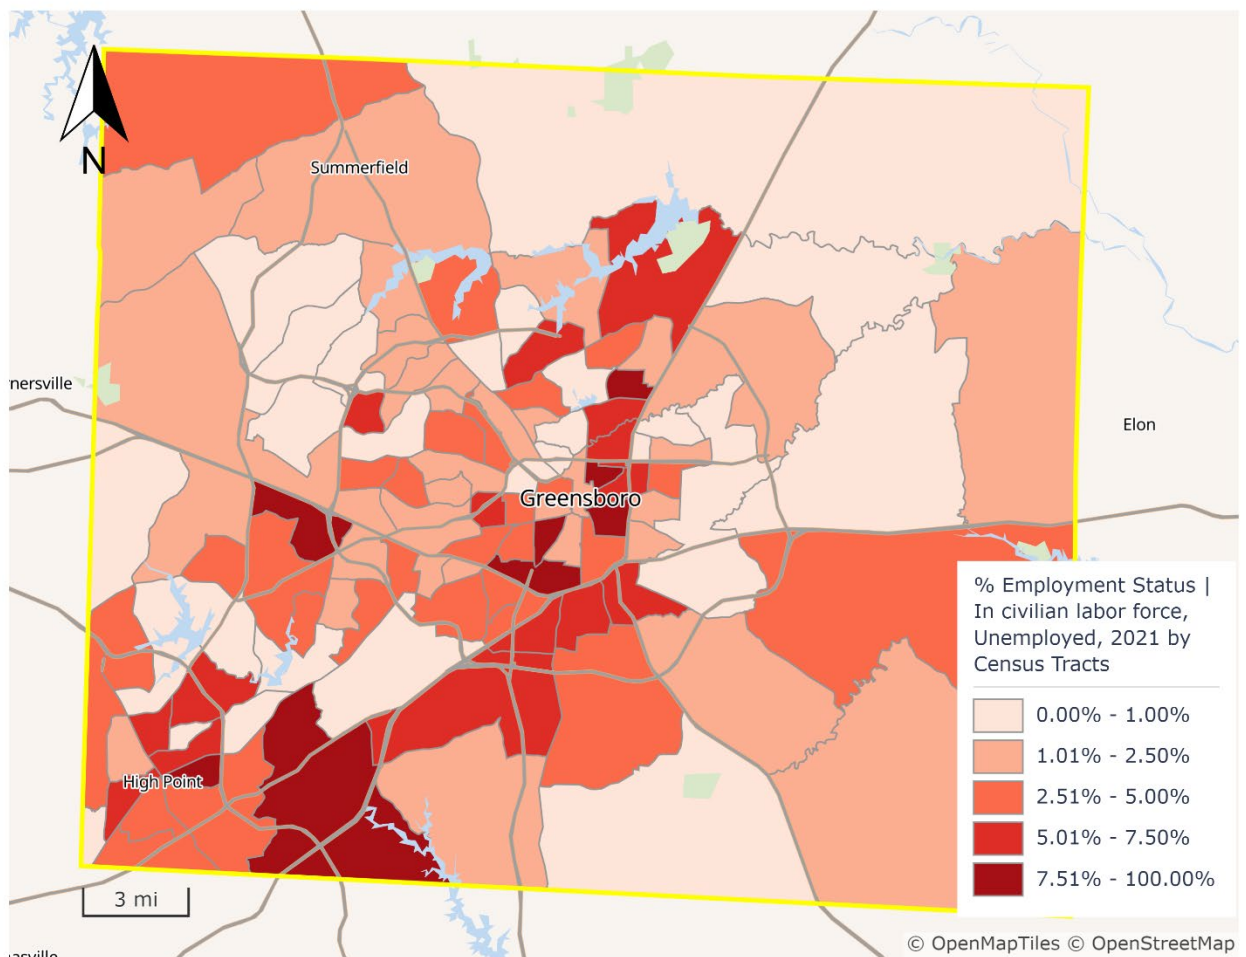 N
Summerfield
nersville
Elon
Greensboro
High Point
% Employment Status |
In civilian labor force,
Unemployed, 2021 by
Census Tracts
0.00% - 1.00%
1.01% - 2.50%
2.51% - 5.00%
5.01% - 7.50%
7.51% - 100.00%
3 mi
© OpenMapTiles © OpenStreetMap